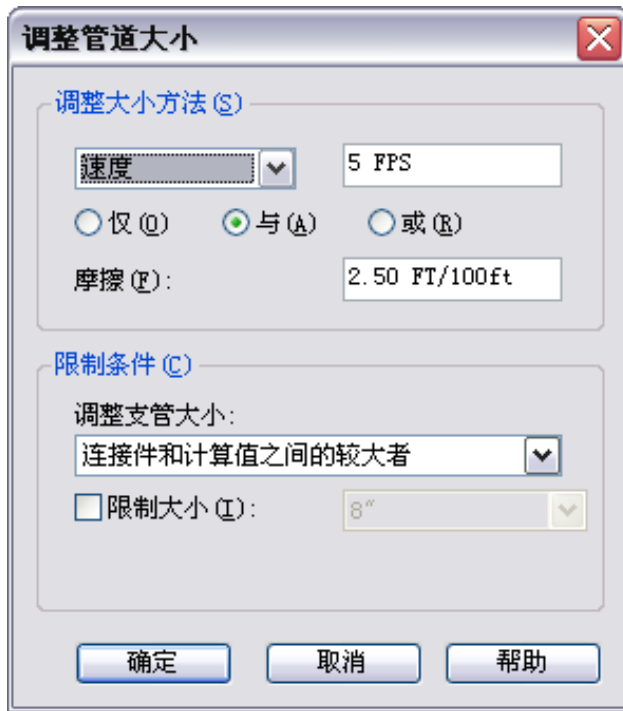 调整管道大小
调整大小方法(S)
速度 5 FPS
仅(O) 与(A) 或(R)
摩擦(F): 2.50 FT/100ft
限制条件(C)
调整支管大小:
连接件和计算值之间的较大者
限制大小(I): 8"
确定 取消 帮助